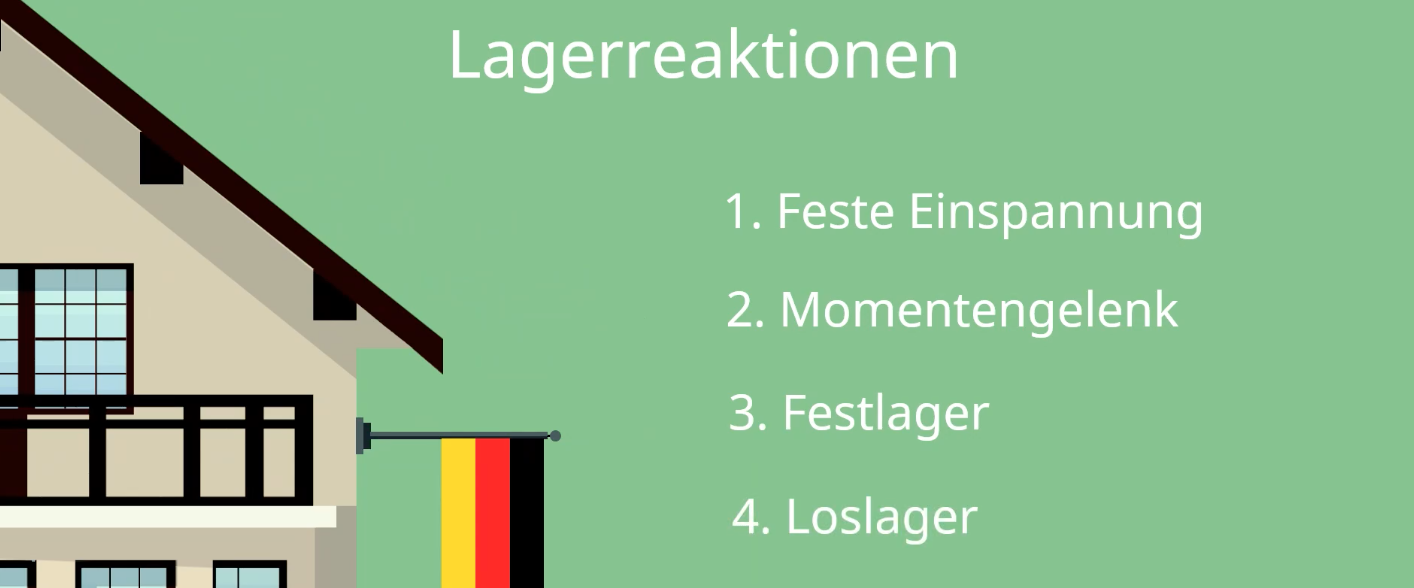 Lagerreaktionen
1. Feste Einspannung
2. Momentengelenk
3. Festlager
4. Loslager